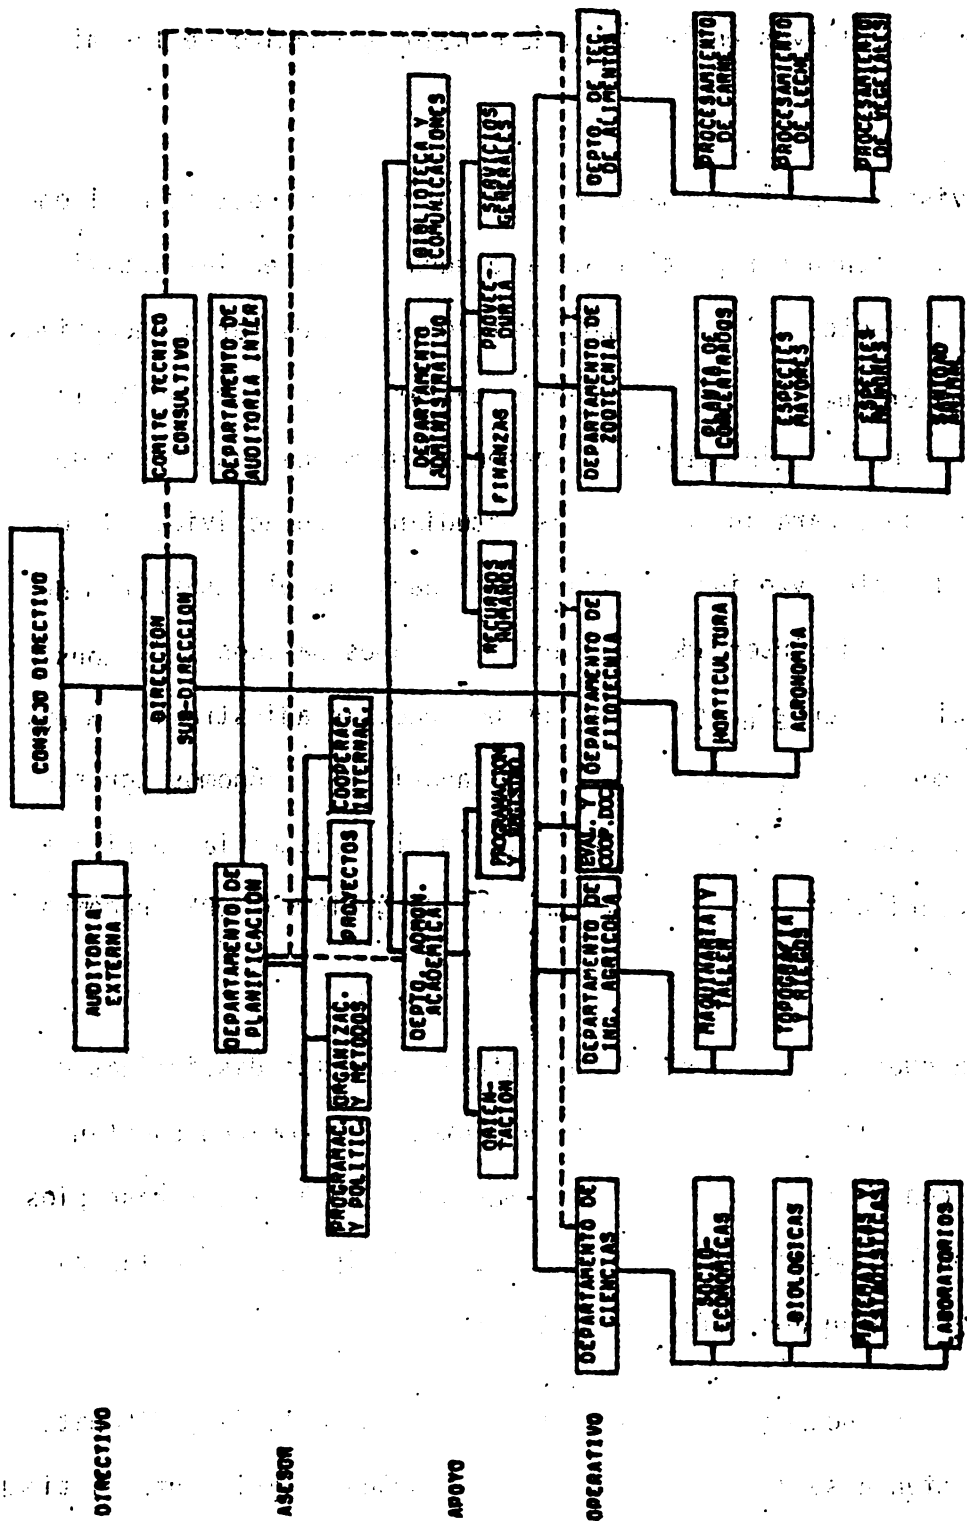 CONSEJO DIRECTIVO
DIRECTIVO
AUDITORIA
EXTERNA
DIRECCION
SUB-DIRECCION
COMITE TECNICO
CONSULTIVO
ASESOR
DEPARTAMENTO DE
PLANIFICACION
DEPARTAMENTO DE
AUDITORIA INTER
PROGRAMAC.
Y POLITIC.
ORGANIZAC.
Y METODOS
PROYECTOS
COOPERAC.
INTERNAC.
APOYO
DEPTO. ADMON.
ACADEMICA
DEPARTAMENTO
ADMINISTRATIVO
BIBLIOTECA Y
COMUNICACIONES
ORIEN-
TACION
PROGRAMACION
Y REGISTRO
RECURSOS
HUMANOS
FINANZAS
PROVEE-
DURIA
SERVICIOS
GENERALES
OPERATIVO
DEPARTAMENTO DE
CIENCIAS
DEPARTAMENTO DE
ING. AGRICOLA
EVAL. Y
COOP.DOC
DEPARTAMENTO DE
FITOTECNIA
DEPARTAMENTO DE
ZOOTECNIA
DEPTO. DE TEC.
DE ALIMENTOS
SOCIO-
ECONOMICAS
BIOLOGICAS
MATEMATICAS Y
ESTADISTICAS
LABORATORIOS
MAQUINARIA Y
TALLER
TOPOGRAFIA
Y RIEGOS
HORTICULTURA
AGRONOMIA
PLANTA DE
CONCENTRADOS
ESPECIES
MAYORES
ESPECIES
MENORES
SANIDAD
ANIMAL
PROCESAMIENTO
DE CARNE
PROCESAMIENTO
DE LECHE
PROCESAMIENTO
DE VEGETALES